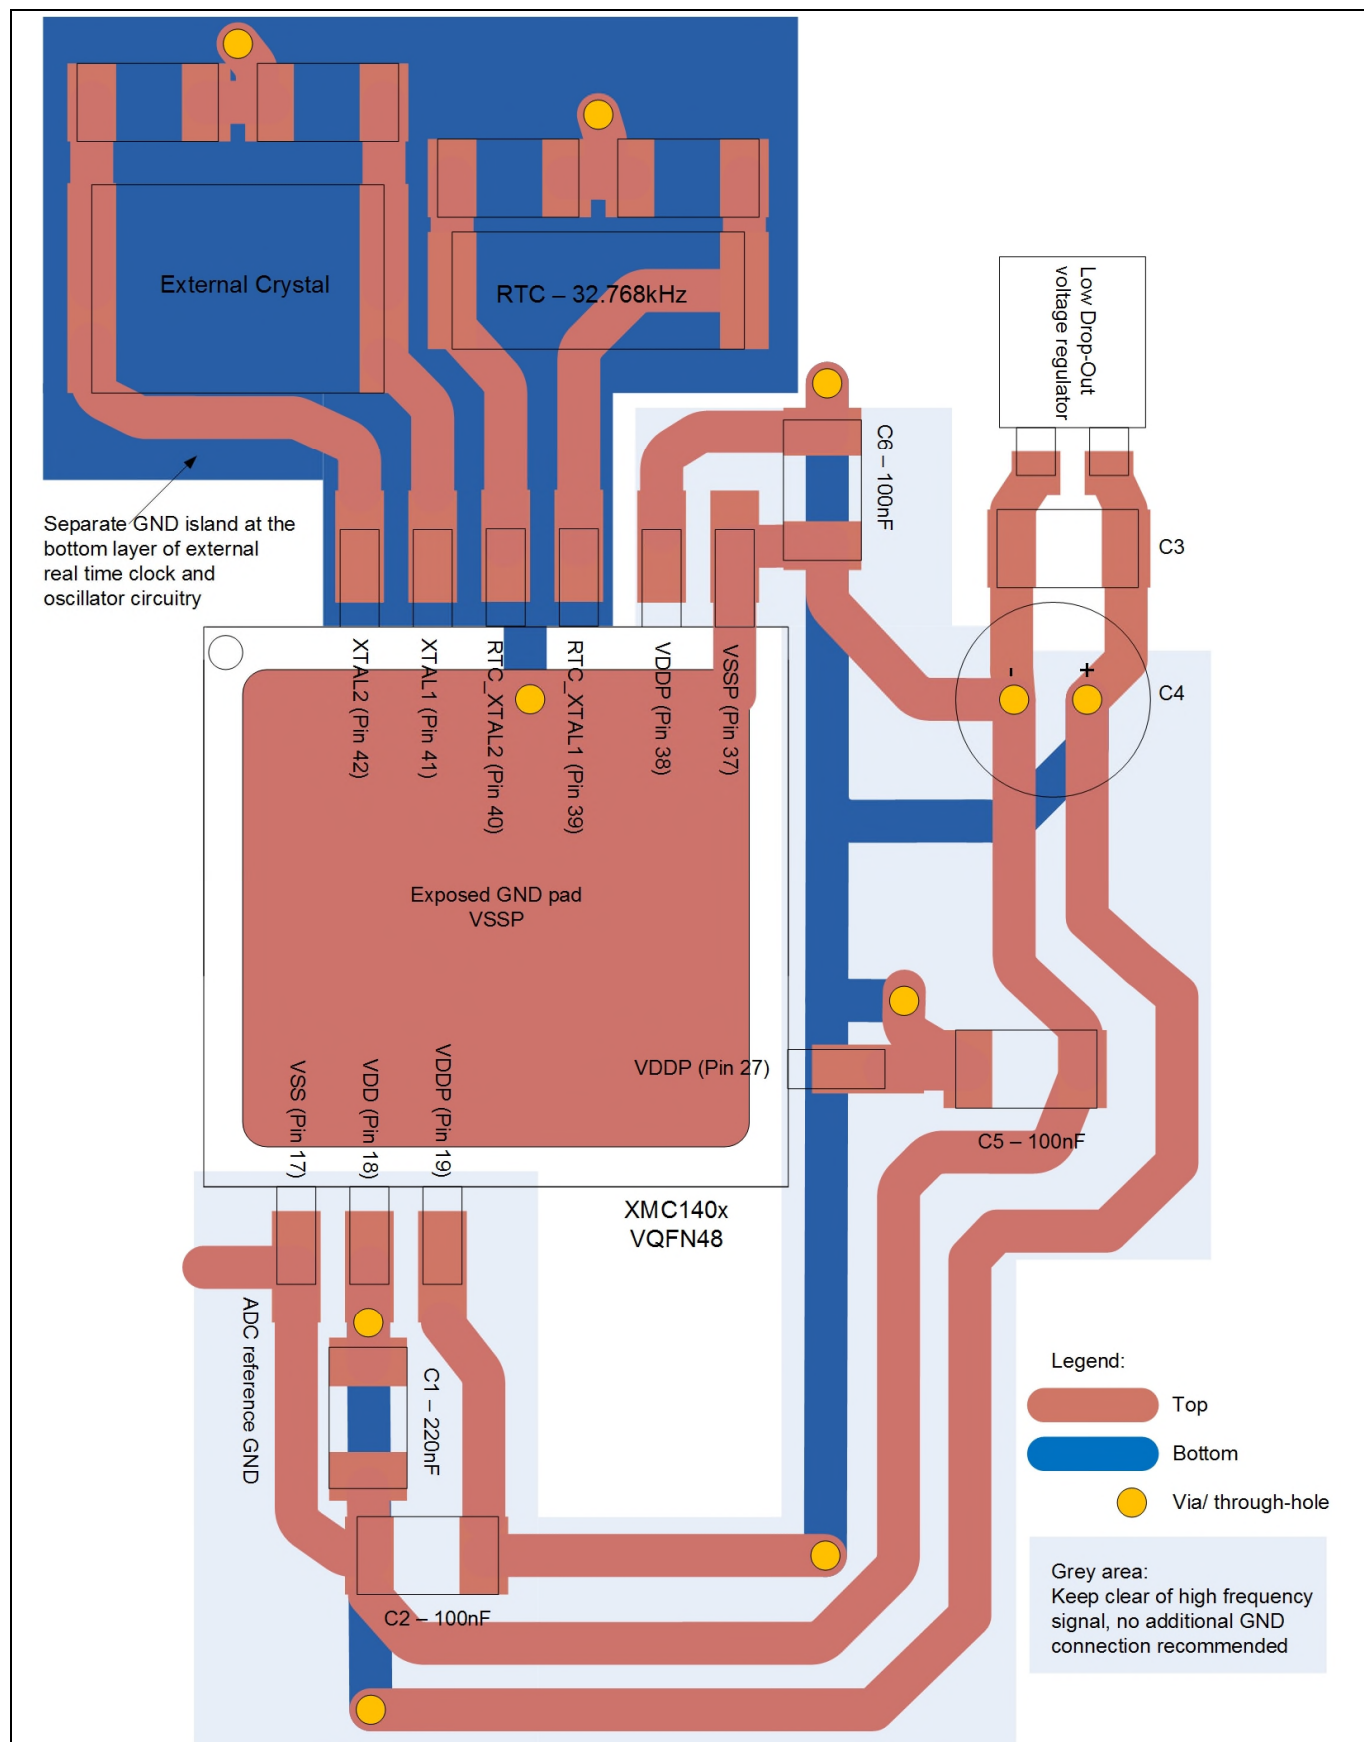 External Crystal
RTC – 32.768kHz
Low Drop-Out
voltage regulator
C6 – 100nF
Separate GND island at the
bottom layer of external
real time clock and
oscillator circuitry
C3
XTAL2 (Pin 42)
XTAL1 (Pin 41)
RTC_XTAL2 (Pin 40)
RTC_XTAL1 (Pin 39)
VDDP (Pin 38)
VSSP (Pin 37)
- +
C4
Exposed GND pad
VSSP
VDDP (Pin 27)
VSS (Pin 17)
VDD (Pin 18)
VDDP (Pin 19)
C5 – 100nF
XMC140x
VQFN48
ADC reference GND
C1 – 220nF
C2 – 100nF
Legend:
Top
Bottom
Via/ through-hole
Grey area:
Keep clear of high frequency
signal, no additional GND
connection recommended